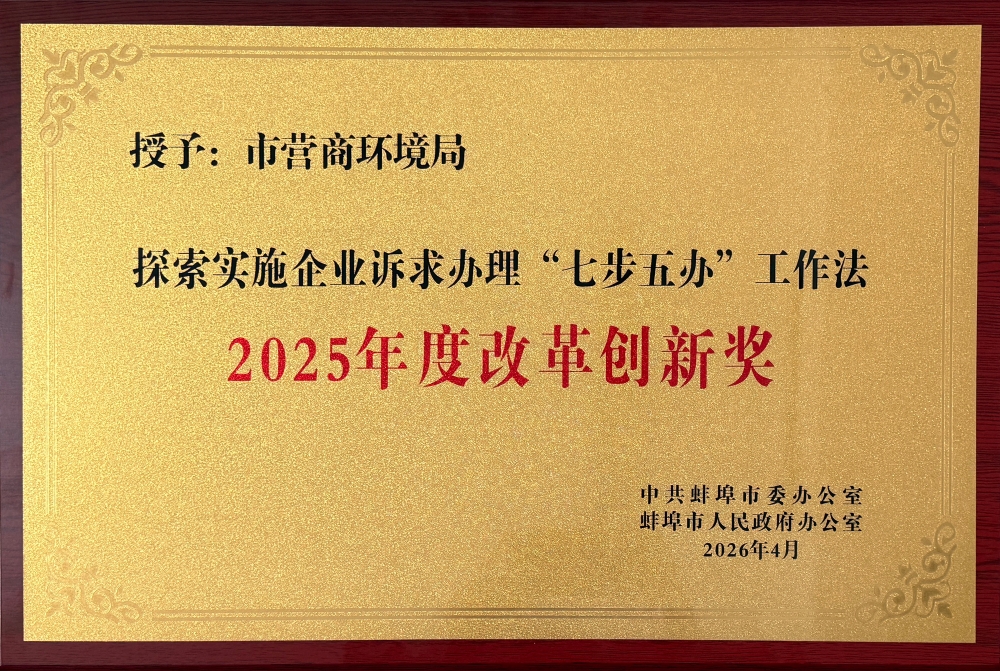 授予：市营商环境局
探索实施企业诉求办理“七步五办”工作法
2025年度改革创新奖
中共蚌埠市委办公室
蚌埠市人民政府办公室
2026年4月